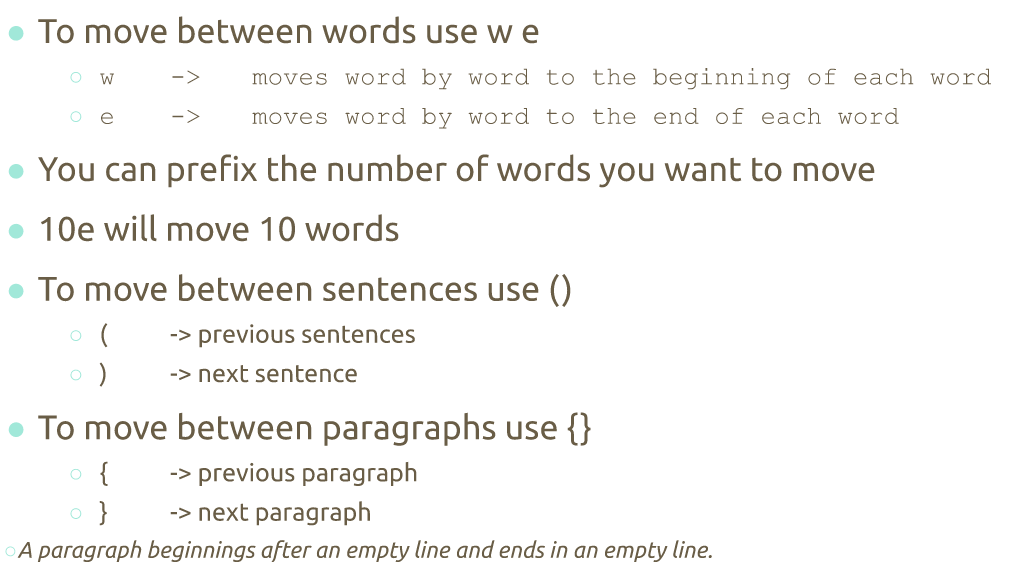 ● To move between words use w e
○ w -> moves word by word to the beginning of each word
○ e -> moves word by word to the end of each word
● You can prefix the number of words you want to move
● 10e will move 10 words
● To move between sentences use ()
○ ( -> previous sentences
○ ) -> next sentence
● To move between paragraphs use {}
○ { -> previous paragraph
○ } -> next paragraph
○ A paragraph beginnings after an empty line and ends in an empty line.